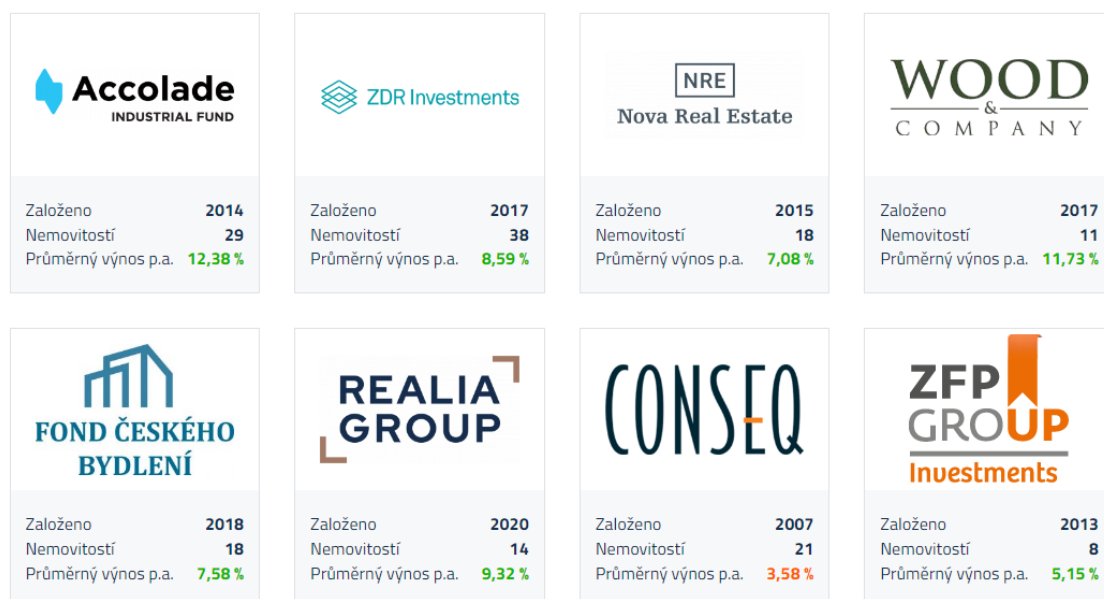 Accolade
INDUSTRIAL FUND
Založeno 2014
Nemovitostí 29
Průměrný výnos p.a. 12,38 %
ZDR Investments
Založeno 2017
Nemovitostí 38
Průměrný výnos p.a. 8,59 %
NRE
Nova Real Estate
Založeno 2015
Nemovitostí 18
Průměrný výnos p.a. 7,08 %
WOOD
&
COMPANY
Založeno 2017
Nemovitostí 11
Průměrný výnos p.a. 11,73 %
FOND ČESKÉHO
BYDLENÍ
Založeno 2018
Nemovitostí 18
Průměrný výnos p.a. 7,58 %
REALIA
GROUP
Založeno 2020
Nemovitostí 14
Průměrný výnos p.a. 9,32 %
CONSEQ
Založeno 2007
Nemovitostí 21
Průměrný výnos p.a. 3,58 %
ZFP
GROUP
Investments
Založeno 2013
Nemovitostí 8
Průměrný výnos p.a. 5,15 %